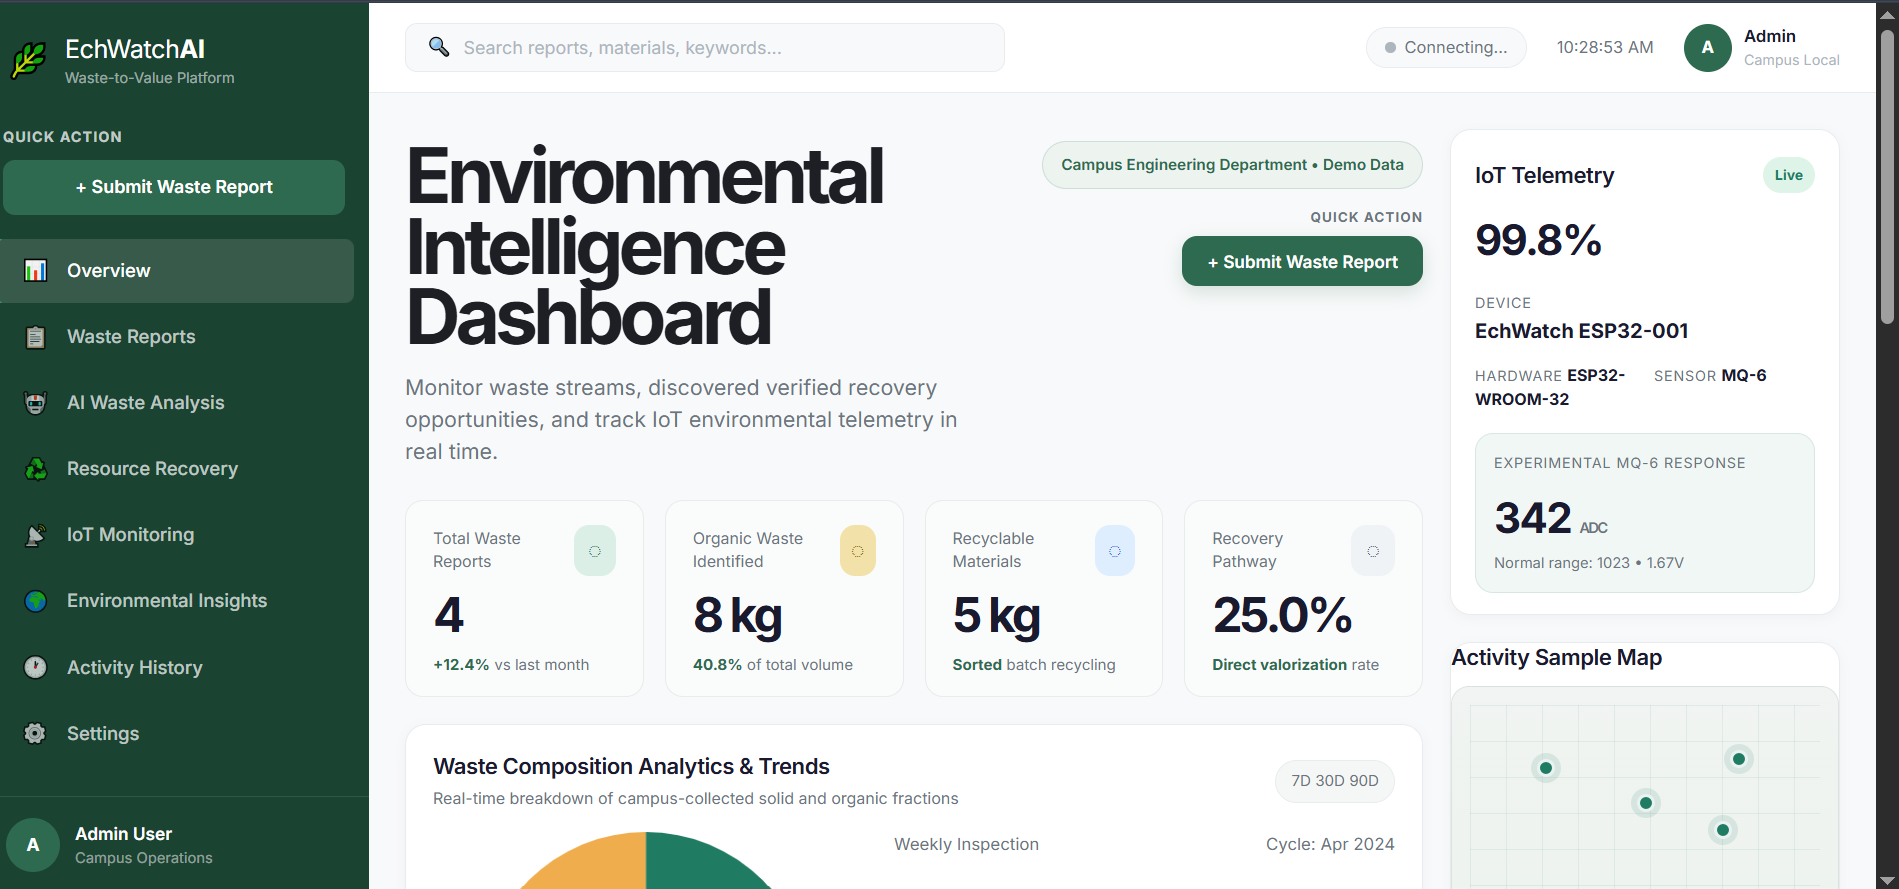 EchWatchAI
Waste-to-Value Platform
QUICK ACTION
+ Submit Waste Report
Overview
Waste Reports
AI Waste Analysis
Resource Recovery
IoT Monitoring
Environmental Insights
Activity History
Settings
A
Admin User
Campus Operations
Search reports, materials, keywords...
Connecting...
10:28:53 AM
A
Admin
Campus Local
Environmental
Intelligence
Dashboard
Monitor waste streams, discovered verified recovery
opportunities, and track IoT environmental telemetry in
real time.
Campus Engineering Department • Demo Data
QUICK ACTION
+ Submit Waste Report
Total Waste
Reports
4
+12.4% vs last month
Organic Waste
Identified
8 kg
40.8% of total volume
Recyclable
Materials
5 kg
Sorted batch recycling
Recovery
Pathway
25.0%
Direct valorization rate
Waste Composition Analytics & Trends
Real-time breakdown of campus-collected solid and organic fractions
7D 30D 90D
Weekly Inspection
Cycle: Apr 2024
IoT Telemetry
Live
99.8%
DEVICE
EchWatch ESP32-001
HARDWARE ESP32-
WROOM-32
SENSOR MQ-6
EXPERIMENTAL MQ-6 RESPONSE
342 ADC
Normal range: 1023 • 1.67V
Activity Sample Map